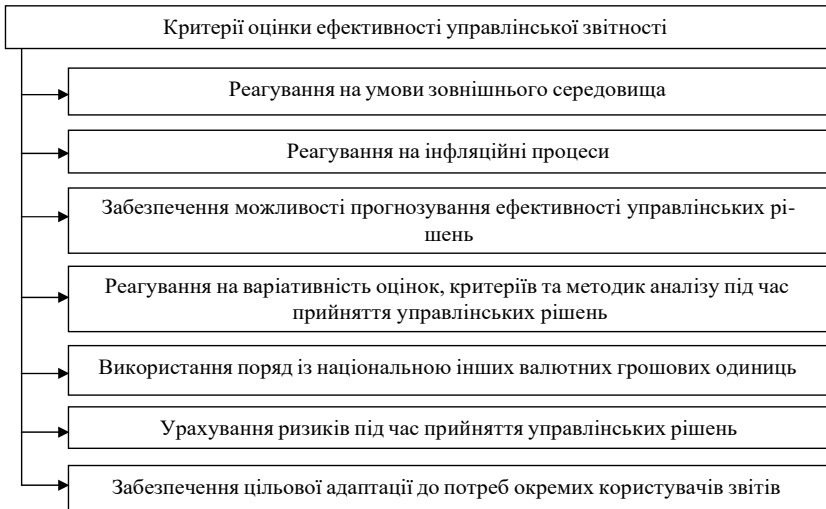 Критерії оцінки ефективності управлінської звітності
Реагування на умови зовнішнього середовища
Реагування на інфляційні процеси
Забезпечення можливості прогнозування ефективності управлінських рі-
шень
Реагування на варіативність оцінок, критеріїв та методик аналізу під час
прийняття управлінських рішень
Використання поряд із національною інших валютних грошових одиниць
Урахування ризиків під час прийняття управлінських рішень
Забезпечення цільової адаптації до потреб окремих користувачів звітів